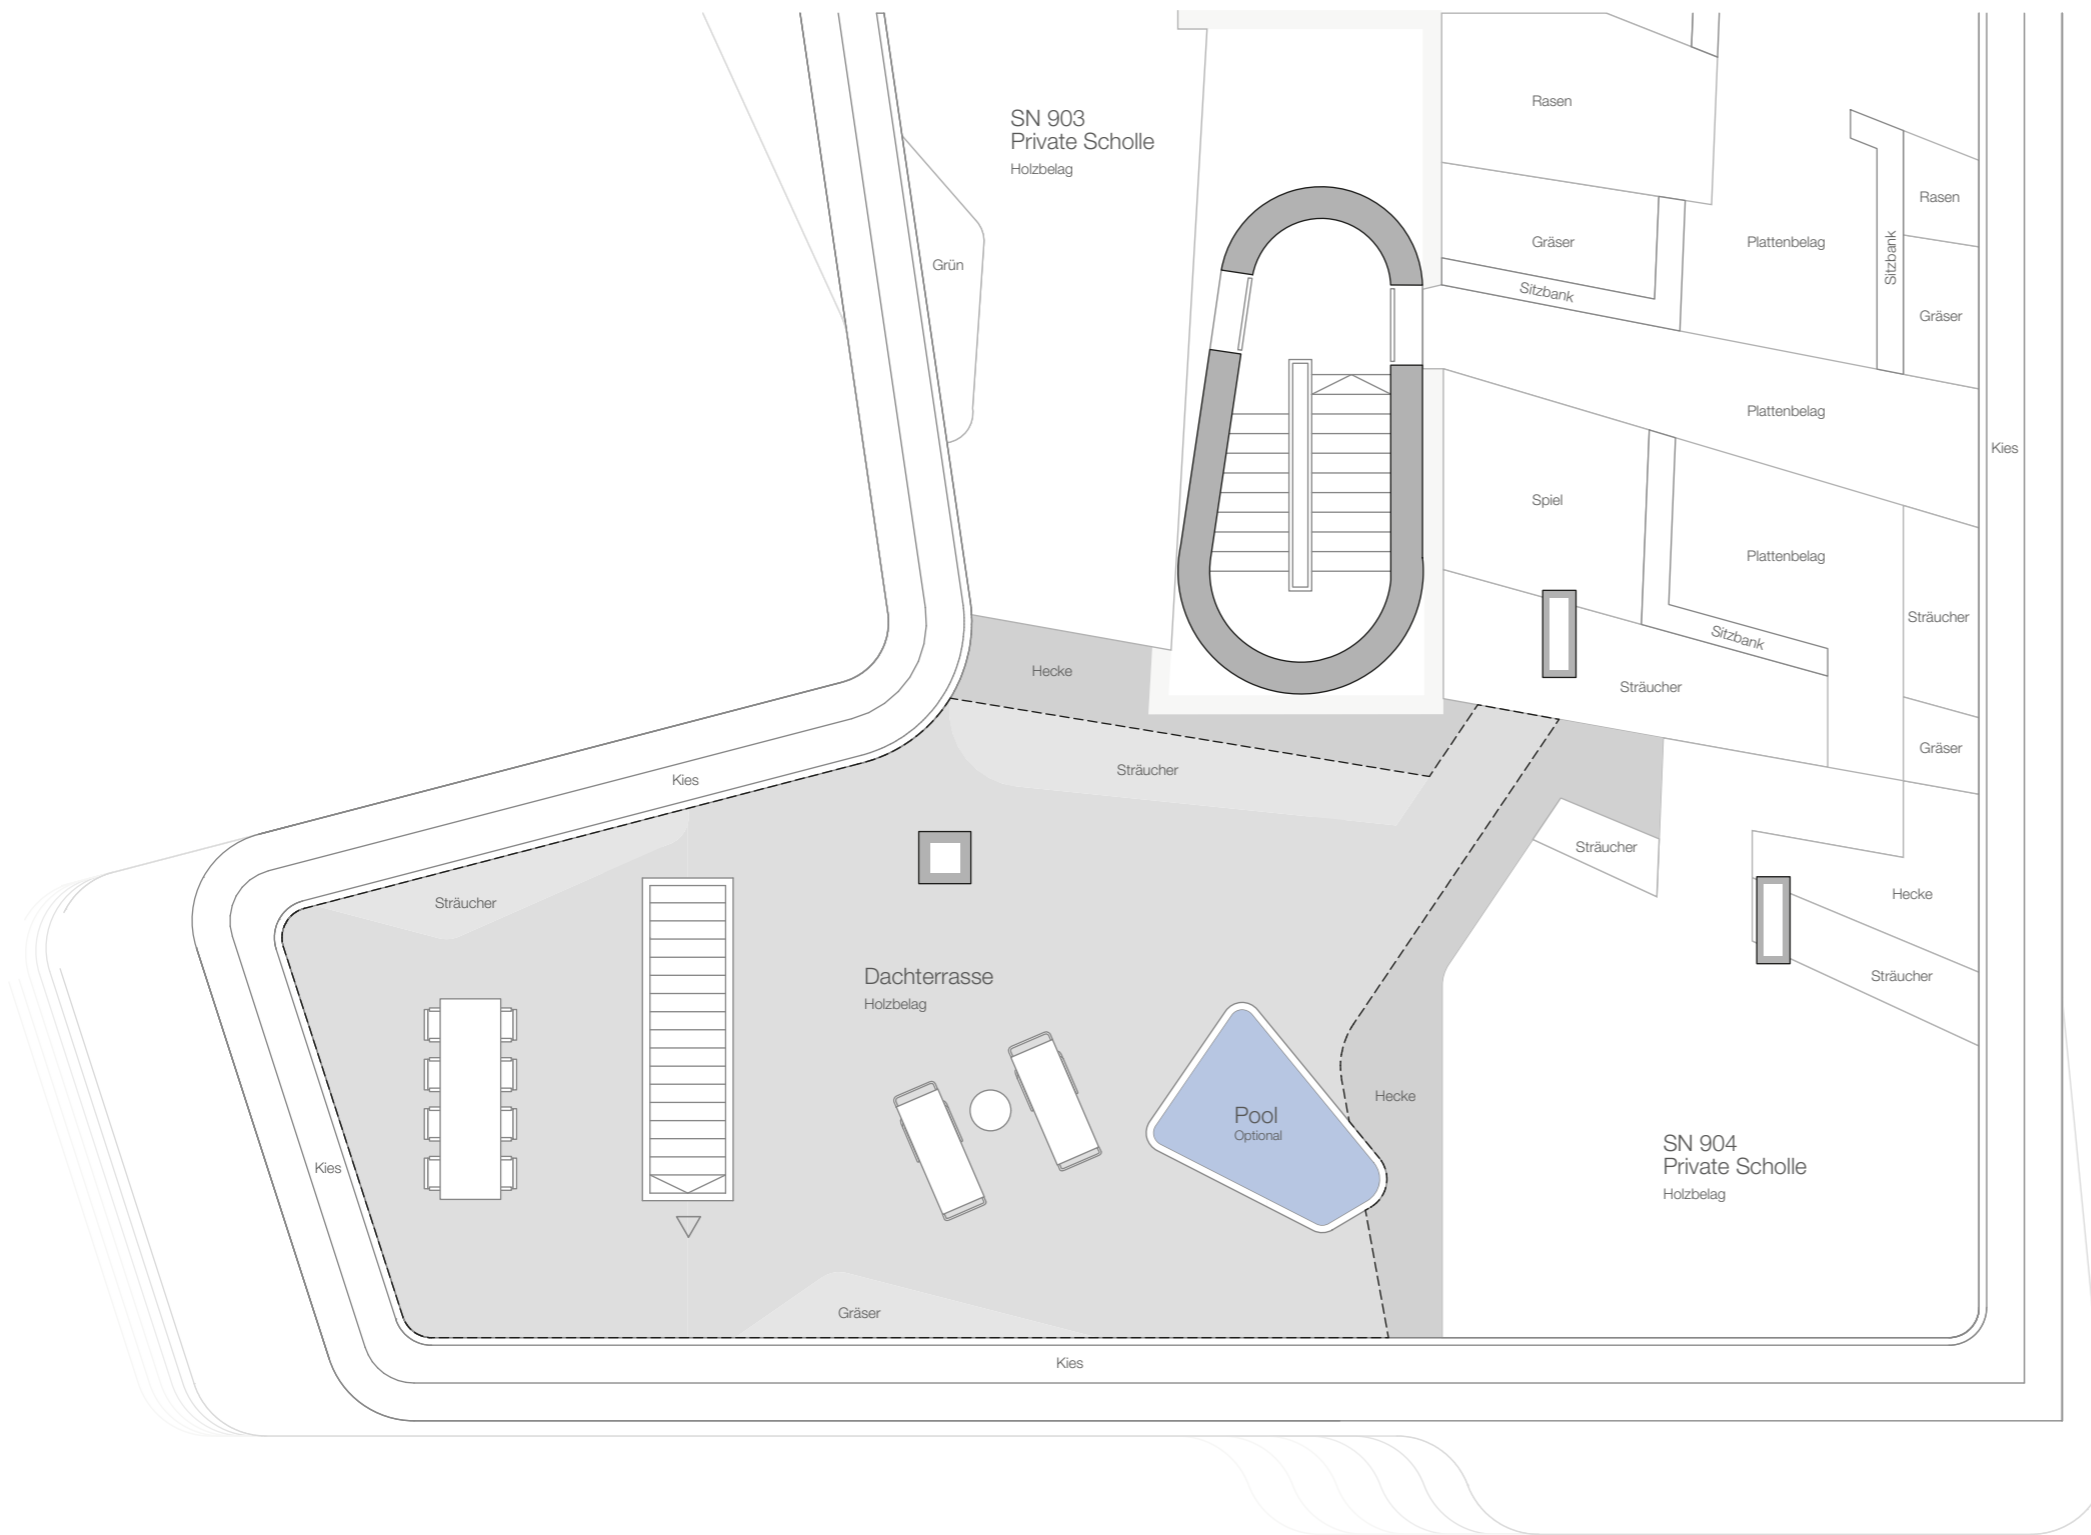 SN 903
Private Scholle
Holzbelag
Rasen
Rasen
Sitzbank
Gräser
Plattenbelag
Grün
Sitzbank
Gräser
Plattenbelag
Kies
Spiel
Plattenbelag
Sträucher
Sitzbank
Hecke
Sträucher
Gräser
Sträucher
Kies
Sträucher
Hecke
Sträucher
Dachterrasse
Holzbelag
Sträucher
Hecke
Pool
Optional
SN 904
Private Scholle
Holzbelag
Kies
Gräser
Kies